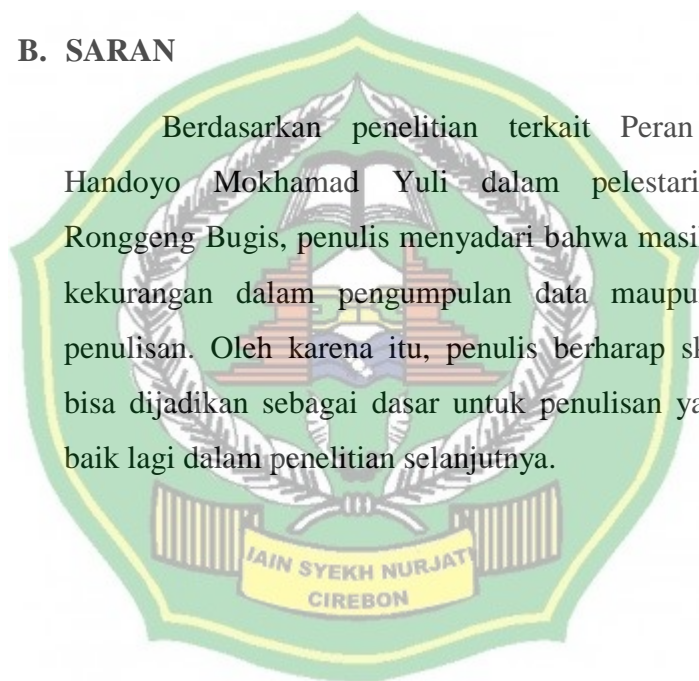 B. SARAN
Berdasarkan penelitian terkait Peran
Handoyo Mokhamad Yuli dalam pelestari
Ronggeng Bugis, penulis menyadari bahwa masi
kekurangan dalam pengumpulan data maupu
penulisan. Oleh karena itu, penulis berharap sk
bisa dijadikan sebagai dasar untuk penulisan ya
baik lagi dalam penelitian selanjutnya.
IAIN SYEKH NURJATI
CIREBON